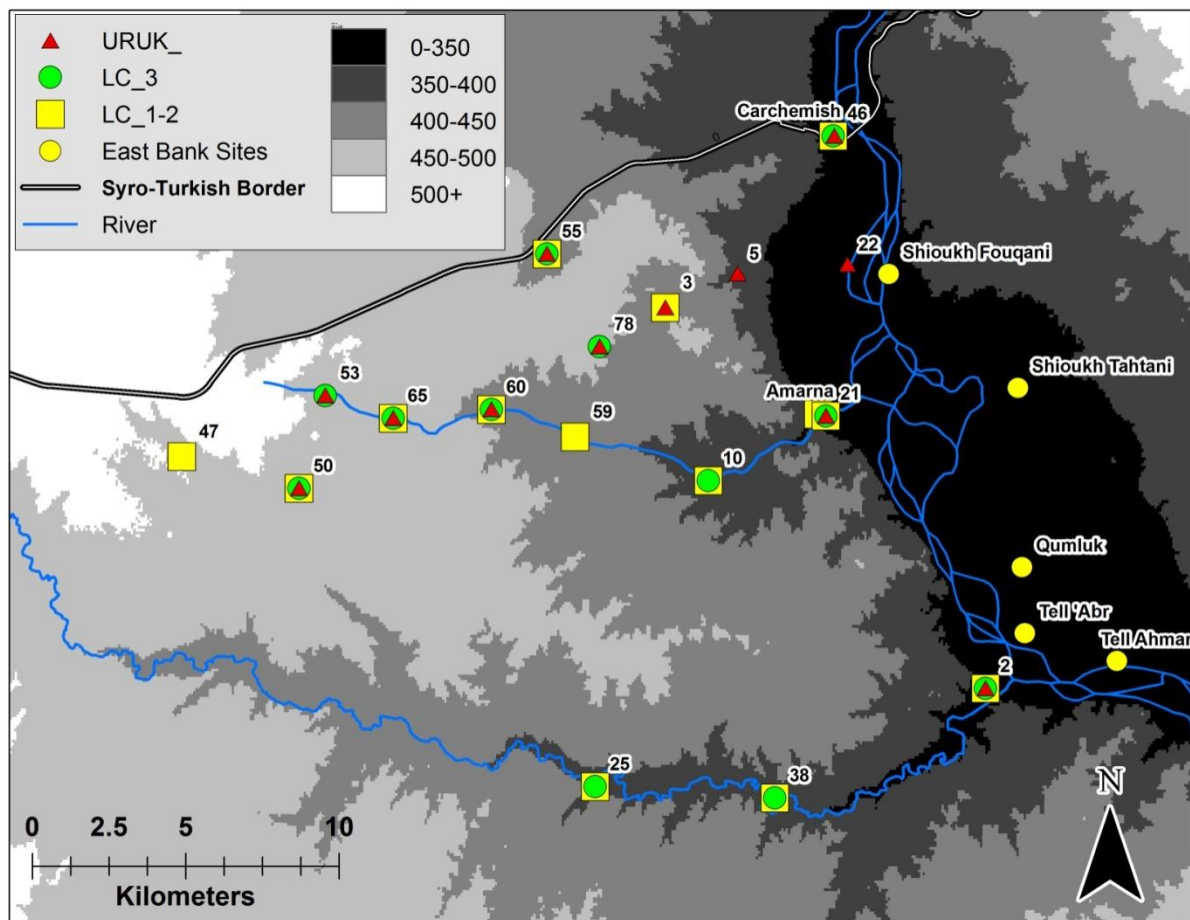 URUK_
LC_3
LC_1-2
East Bank Sites
Syro-Turkish Border
River
0-350
350-400
400-450
450-500
500+
Carchemish 46
55
5
22
Shioukh Fouqani
3
78
Shioukh Tahtani
53
65
60
59
Amarna 21
47
50
10
Qumluk
Tell 'Abr
Tell Ahmar
2
25
38
0 2.5 5 10
Kilometers
N